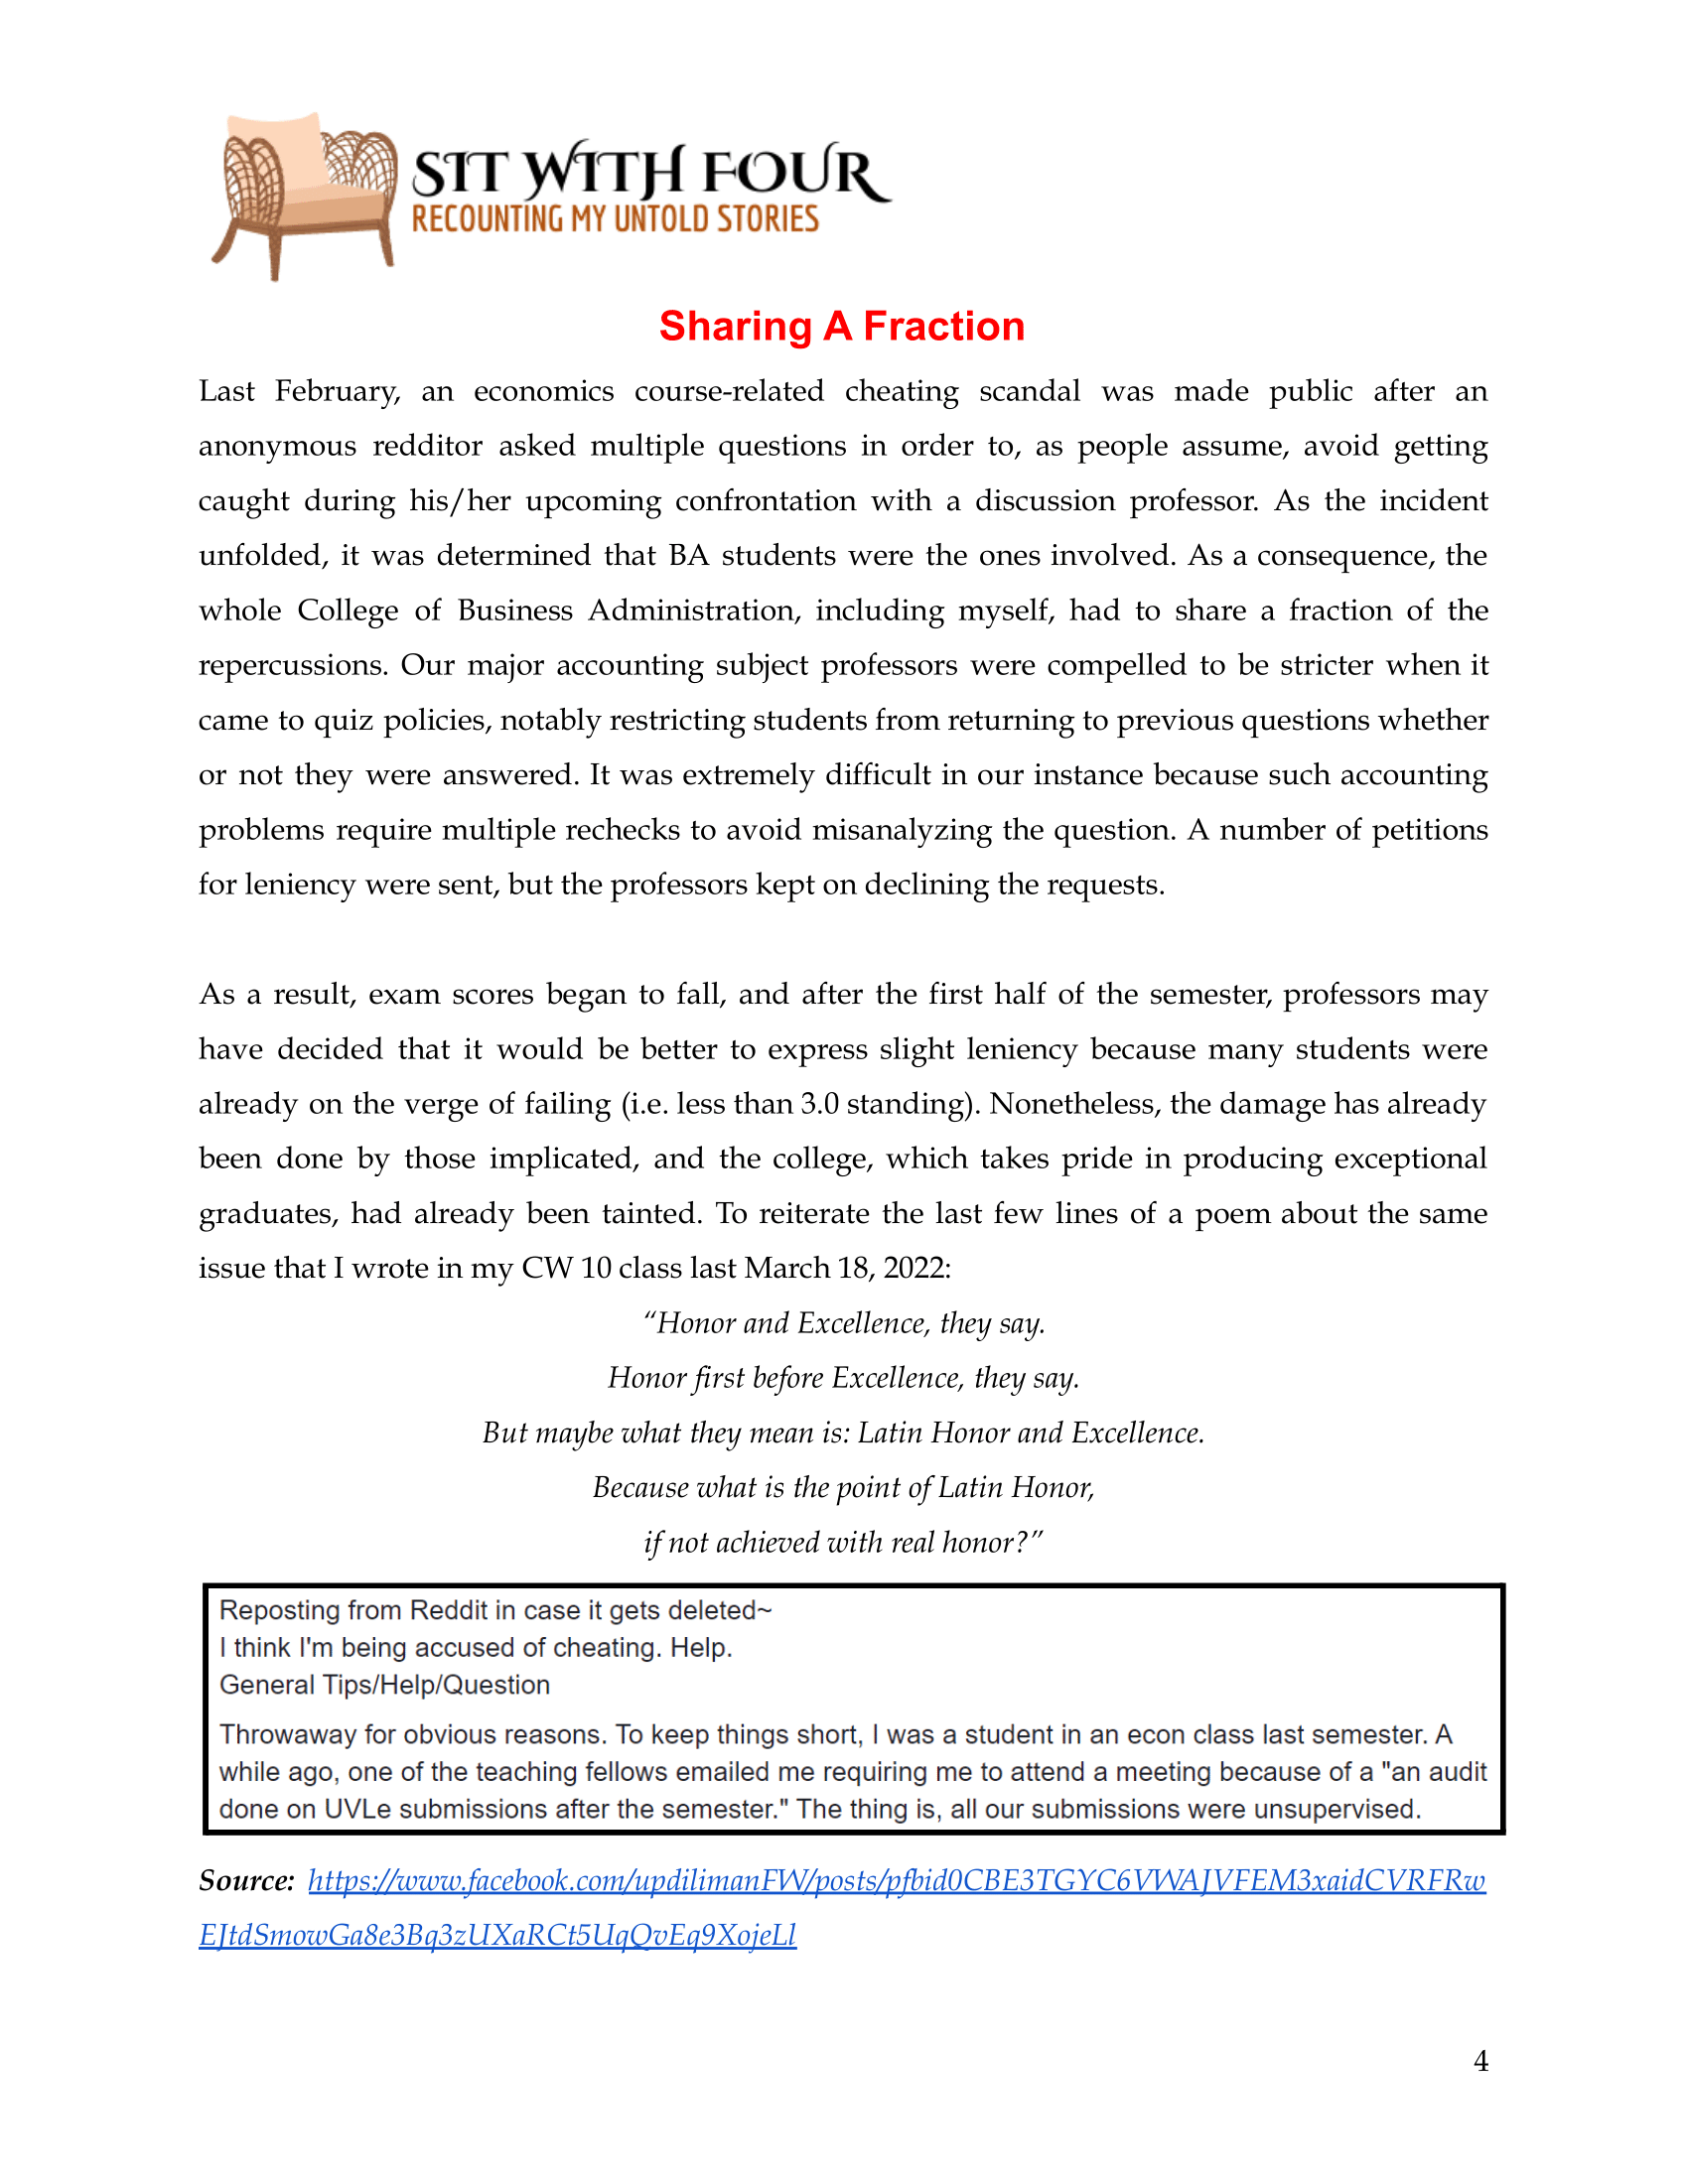 SIT WITH FOUR
RECOUNTING MY UNTOLD STORIES
Sharing A Fraction
Last February, an economics course-related cheating scandal was made public after an
anonymous redditor asked multiple questions in order to, as people assume, avoid getting
caught during his/her upcoming confrontation with a discussion professor. As the incident
unfolded, it was determined that BA students were the ones involved. As a consequence, the
whole College of Business Administration, including myself, had to share a fraction of the
repercussions. Our major accounting subject professors were compelled to be stricter when it
came to quiz policies, notably restricting students from returning to previous questions whether
or not they were answered. It was extremely difficult in our instance because such accounting
problems require multiple rechecks to avoid misanalyzing the question. A number of petitions
for leniency were sent, but the professors kept on declining the requests.
As a result, exam scores began to fall, and after the first half of the semester, professors may
have decided that it would be better to express slight leniency because many students were
already on the verge of failing (i.e. less than 3.0 standing). Nonetheless, the damage has already
been done by those implicated, and the college, which takes pride in producing exceptional
graduates, had already been tainted. To reiterate the last few lines of a poem about the same
issue that I wrote in my CW 10 class last March 18, 2022:
“Honor and Excellence, they say.
Honor first before Excellence, they say.
But maybe what they mean is: Latin Honor and Excellence.
Because what is the point of Latin Honor,
if not achieved with real honor?”
Reposting from Reddit in case it gets deleted~
I think I'm being accused of cheating. Help.
General Tips/Help/Question
Throwaway for obvious reasons. To keep things short, I was a student in an econ class last semester. A
while ago, one of the teaching fellows emailed me requiring me to attend a meeting because of a "an audit
done on UVLe submissions after the semester." The thing is, all our submissions were unsupervised.
Source: https://www.facebook.com/updilimanFW/posts/pfbid0CBE3TGYC6VWAJVFEM3xaidCVRFRw
EJtdSmowGa8e3Bq3zUXaRCt5UqQvEq9XojeLl
4